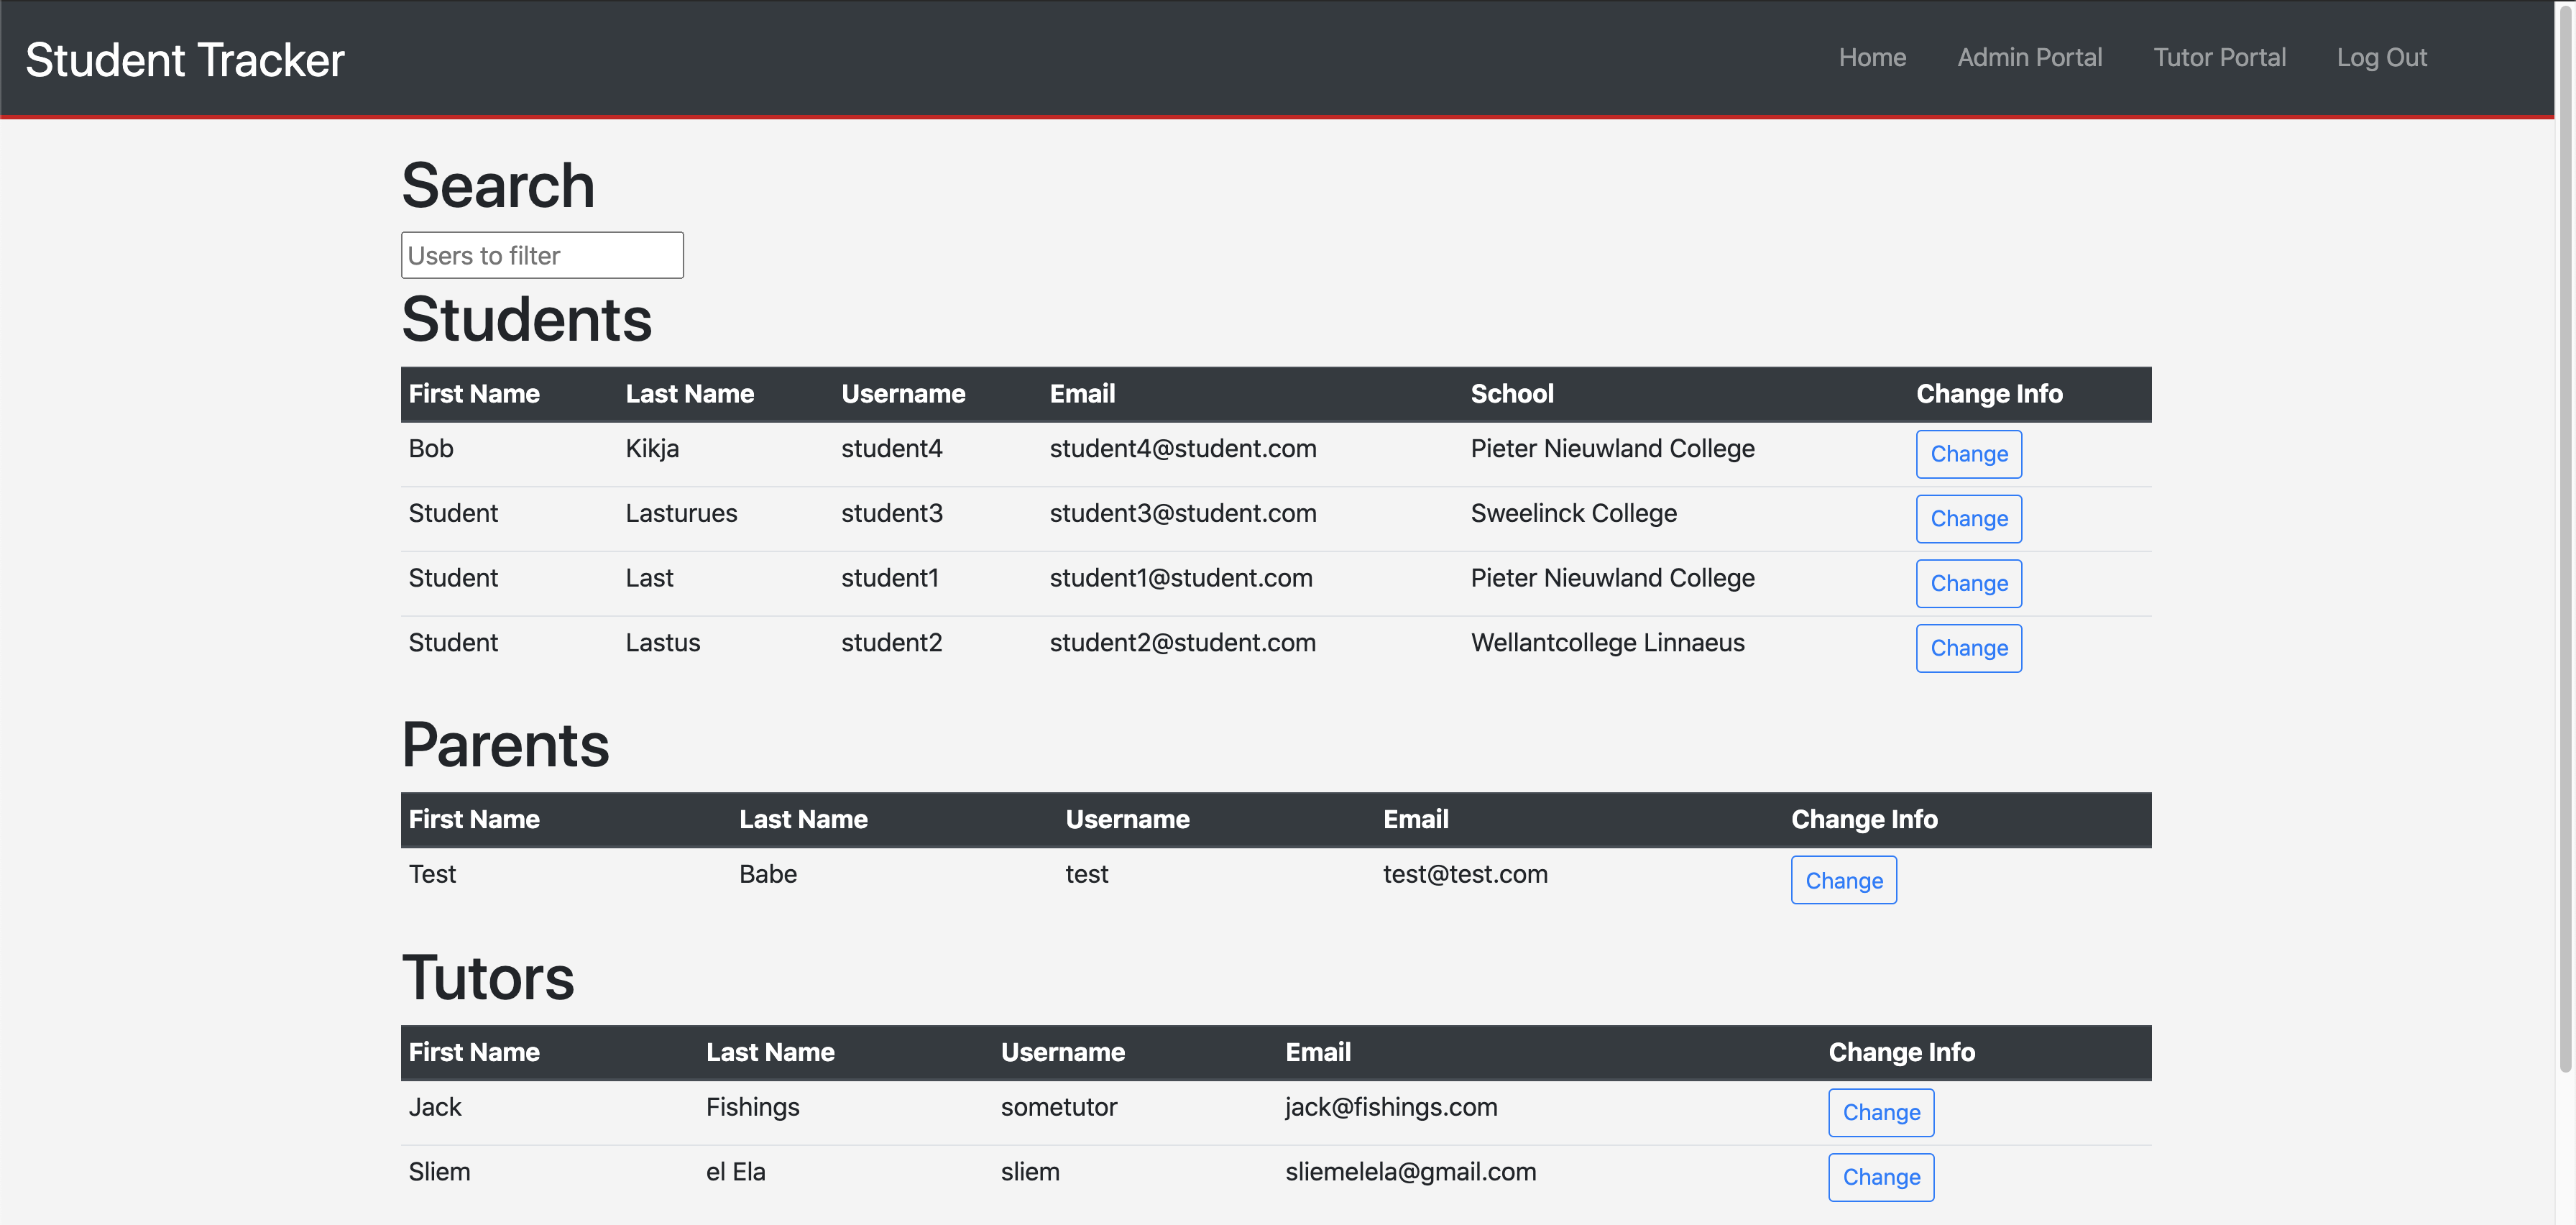 Student Tracker Home Admin Portal Tutor Portal Log Out
Search
Users to filter
Students
First Name Last Name Username Email School Change Info
Bob Kikja student4 student4@student.com Pieter Nieuwland College Change
Student Lasturues student3 student3@student.com Sweelinck College Change
Student Last student1 student1@student.com Pieter Nieuwland College Change
Student Lastus student2 student2@student.com Wellantcollege Linnaeus Change
Parents
First Name Last Name Username Email Change Info
Test Babe test test@test.com Change
Tutors
First Name Last Name Username Email Change Info
Jack Fishings sometutor jack@fishings.com Change
Sliem el Ela sliem sliemelela@gmail.com Change